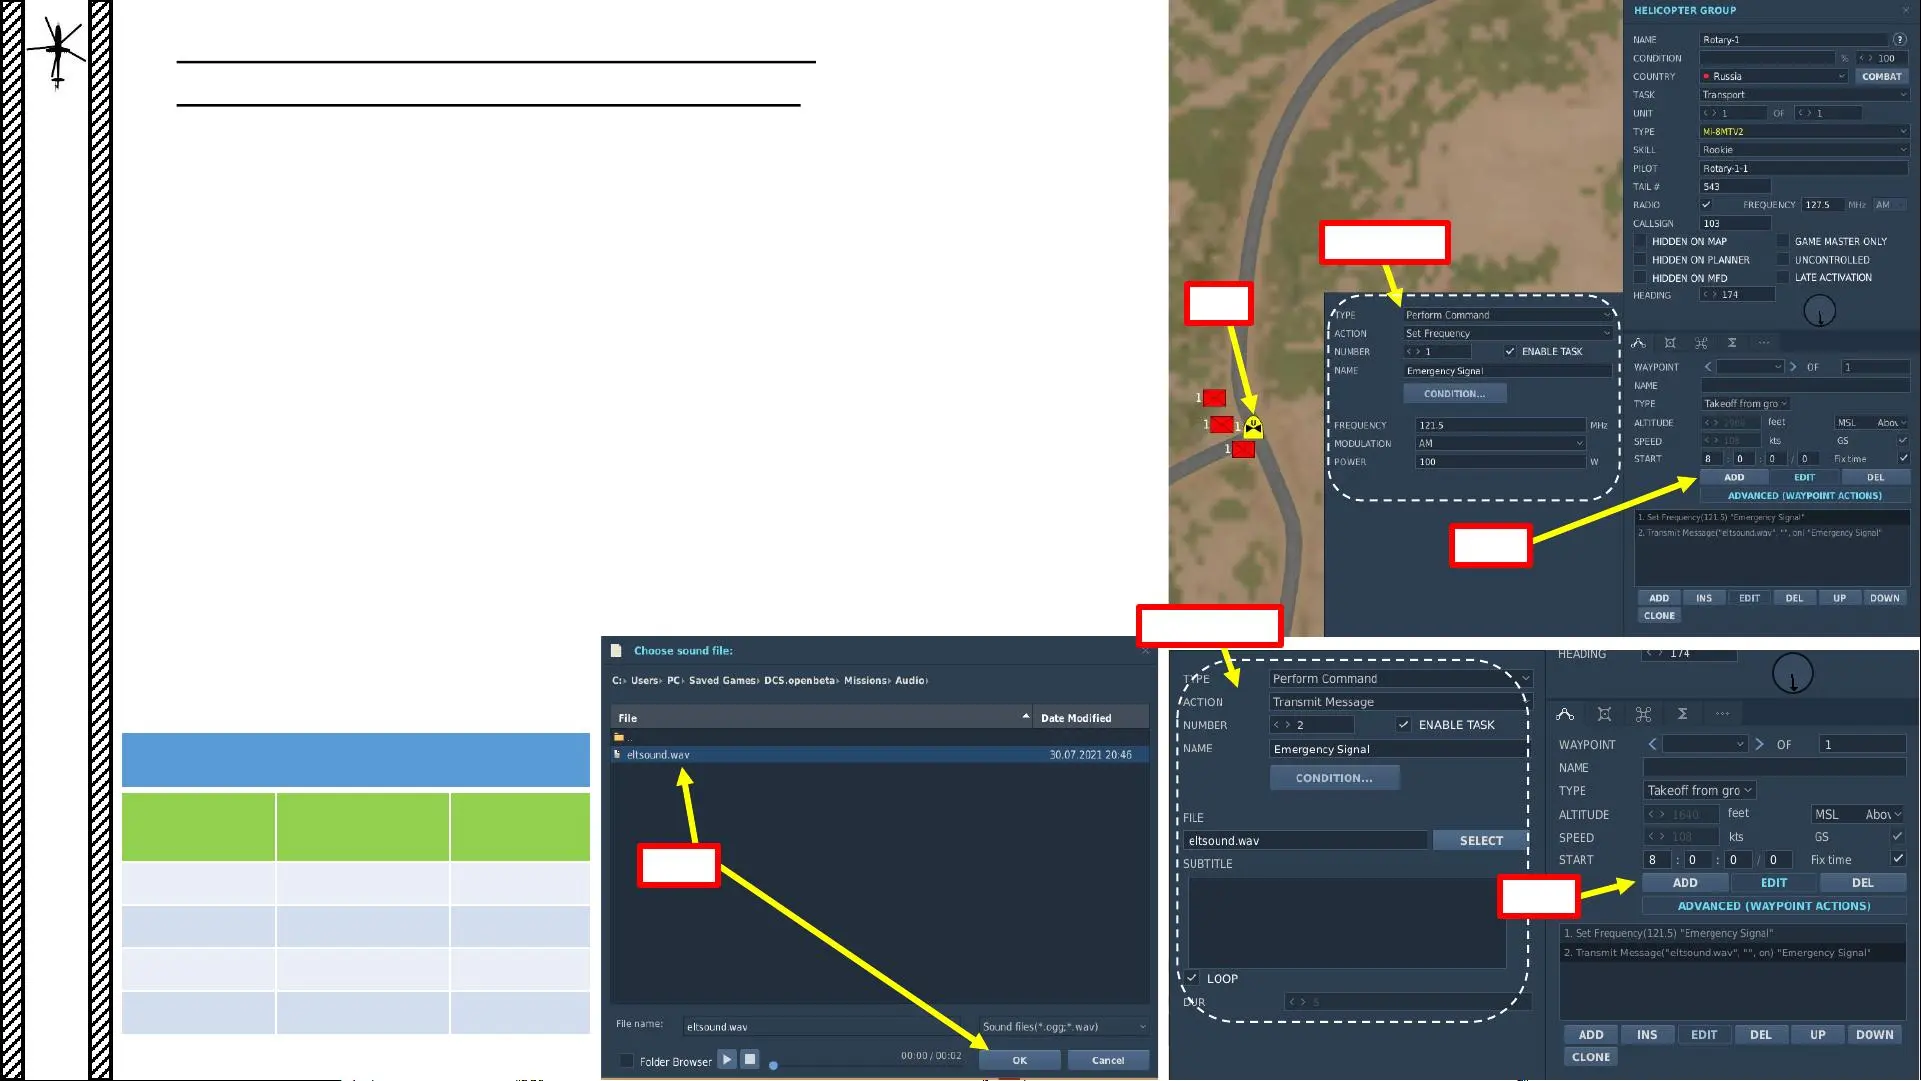 HELICOPTER GROUP
NAME Rotary-1 ?
CONDITION % < > 100
COUNTRY Russia COMBAT
TASK Transport
UNIT < > 1 OF < > 1
TYPE Mi-8MTV2
SKILL Rookie
PILOT Rotary-1-1
TAIL # 543
RADIO FREQUENCY 127.5 MHz AM
CALLSIGN 103
HIDDEN ON MAP GAME MASTER ONLY
HIDDEN ON PLANNER UNCONTROLLED
HIDDEN ON MFD LATE ACTIVATION
HEADING < > 174
WAYPOINT < > OF 1
NAME
TYPE Takeoff from gro
ALTITUDE < > feet MSL Abov
SPEED < > 108 kts GS
START 8 : 0 : 0 / 0 Fix time
ADD EDIT DEL
ADVANCED (WAYPOINT ACTIONS)
1. Set Frequency(121.5) "Emergency Signal"
2. Transmit Message("eltsound.wav", "", on) "Emergency Signal"
ADD INS EDIT DEL UP DOWN
CLONE
TYPE Perform Command
ACTION Set Frequency
NUMBER < > 1 ENABLE TASK
NAME Emergency Signal
CONDITION...
FREQUENCY 121.5 MHz
MODULATION AM
POWER 100 W
1
1 1 U
1
Choose sound file:
C:› Users› PC› Saved Games› DCS.openbeta› Missions› Audio›
File Date Modified
..
eltsound.wav 30.07.2021 20:46
File name: eltsound.wav Sound files(*.ogg;*.wav)
Folder Browser 00:00 / 00:02 OK Cancel
TYPE Perform Command
ACTION Transmit Message
NUMBER < > 2 ENABLE TASK
NAME Emergency Signal
CONDITION...
FILE
eltsound.wav SELECT
SUBTITLE
LOOP
DUR < > 5
HEADING < > 174
WAYPOINT < > OF 1
NAME
TYPE Takeoff from gro
ALTITUDE < > 1640 feet MSL Abov
SPEED < > 108 kts GS
START 8 : 0 : 0 / 0 Fix time
ADD EDIT DEL
ADVANCED (WAYPOINT ACTIONS)
1. Set Frequency(121.5) "Emergency Signal"
2. Transmit Message("eltsound.wav", "", on) "Emergency Signal"
ADD INS EDIT DEL UP DOWN
CLONE